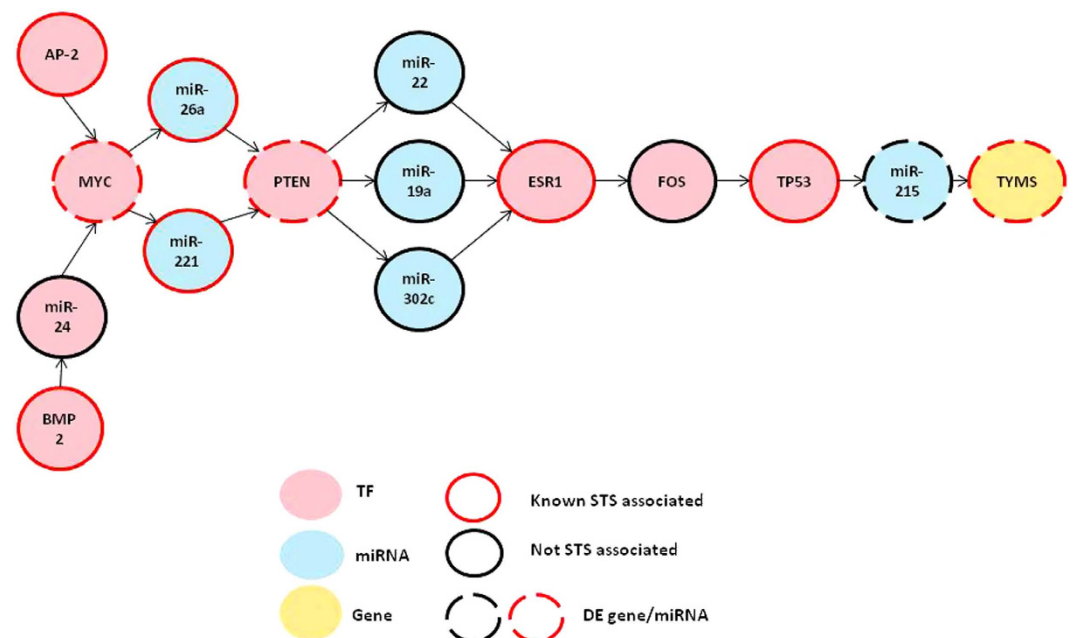 AP-2
miR-
26a
miR-
22
MYC
PTEN
miR-
19a
ESR1
FOS
TP53
miR-
215
TYMS
miR-
221
miR-
24
miR-
302c
BMP
2
TF
Known STS associated
miRNA
Not STS associated
Gene
DE gene/miRNA